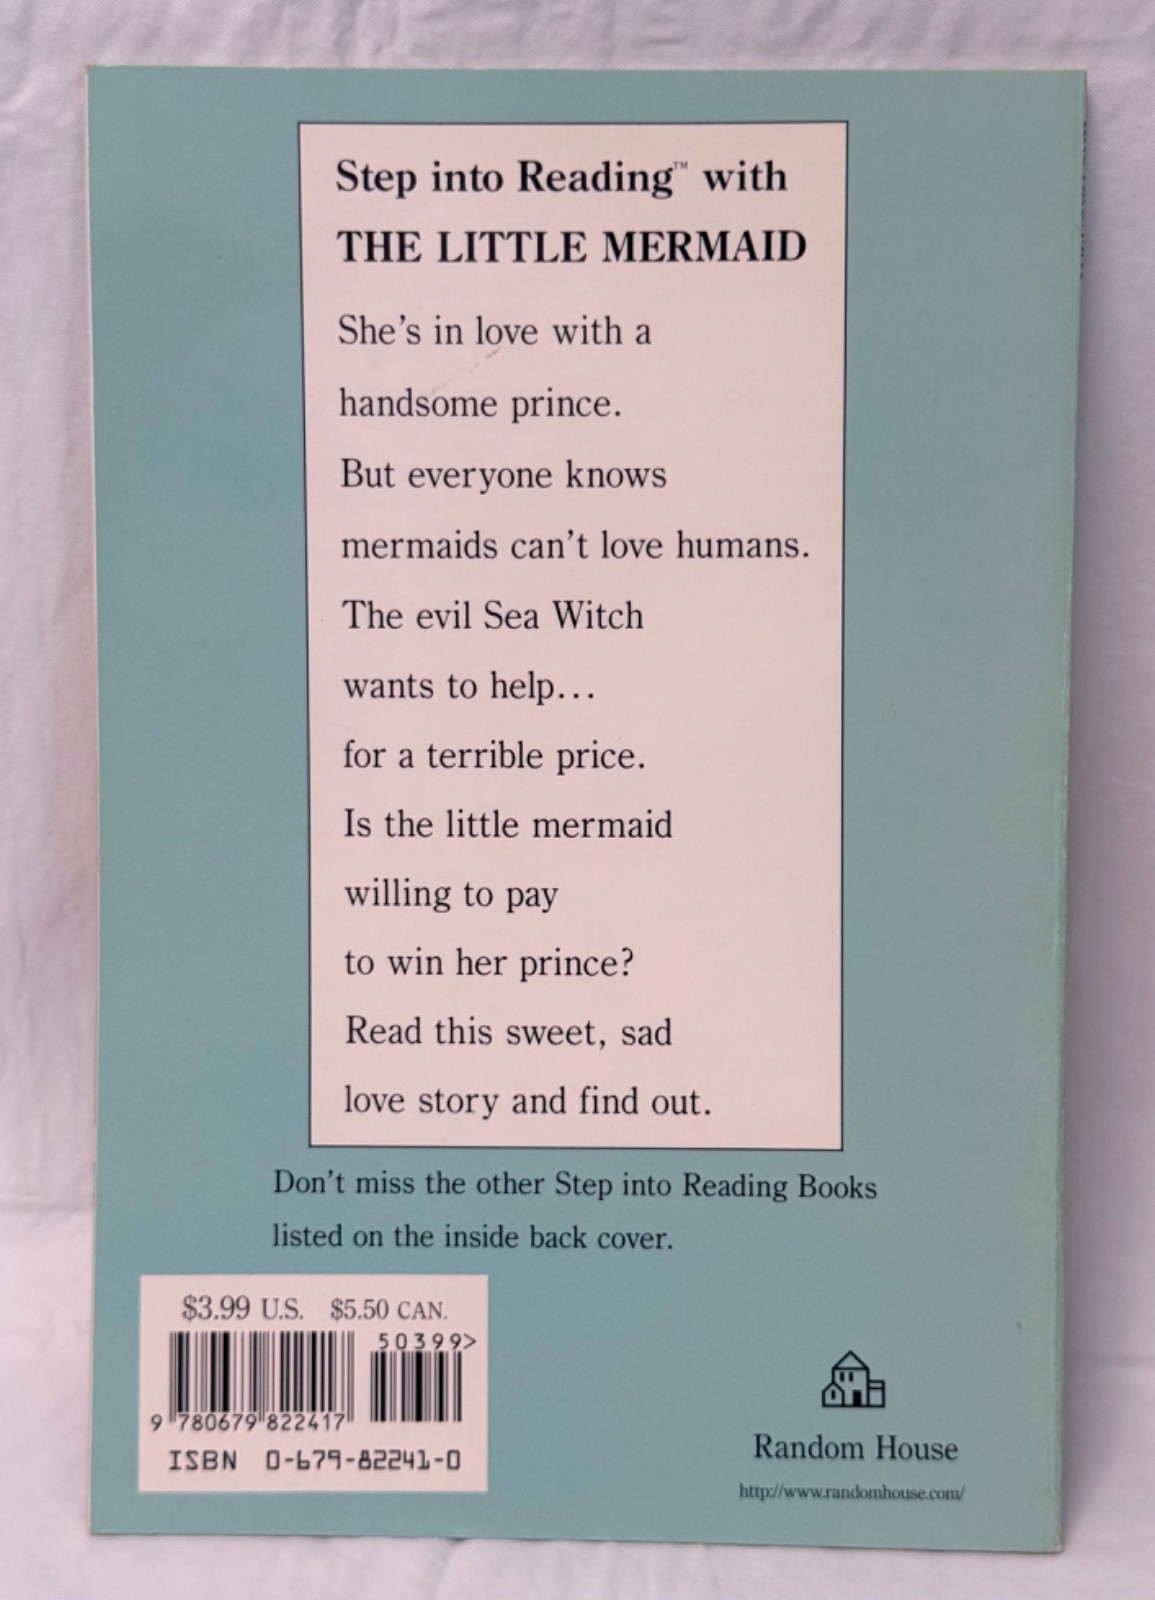 Step into Reading™ with
THE LITTLE MERMAID
She's in love with a
handsome prince.
But everyone knows
mermaids can't love humans.
The evil Sea Witch
wants to help...
for a terrible price.
Is the little mermaid
willing to pay
to win her prince?
Read this sweet, sad
love story and find out.
Don't miss the other Step into Reading Books
listed on the inside back cover.
$3.99 U.S. $5.50 CAN.
50399>
9 780679 822417
ISBN 0-679-82241-0
Random House
http://www.randomhouse.com/